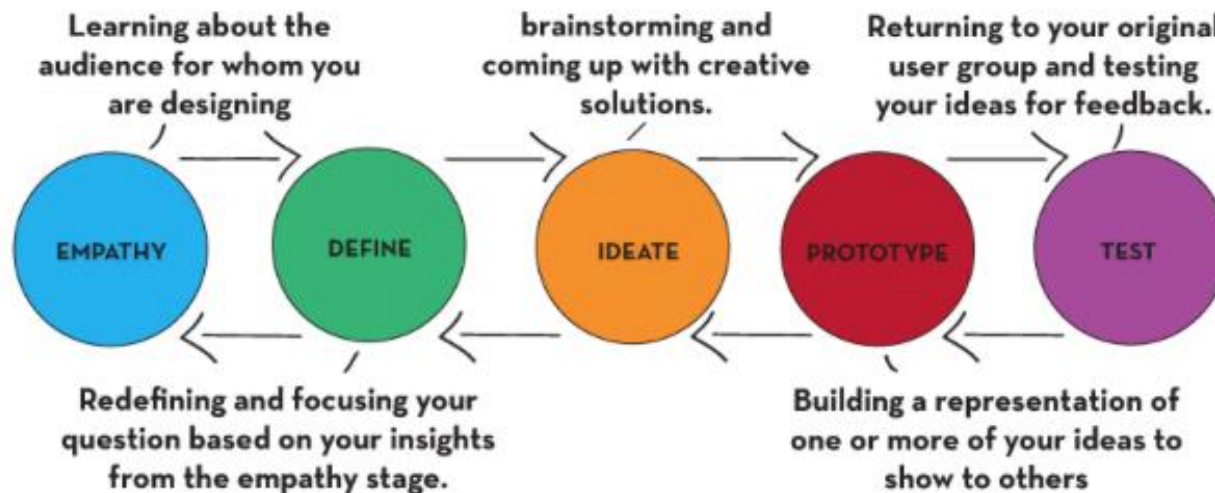 Learning about the
audience for whom you
are designing
brainstorming and
coming up with creative
solutions.
Returning to your original
user group and testing
your ideas for feedback.
EMPATHY
DEFINE
IDEATE
PROTOTYPE
TEST
Redefining and focusing your
question based on your insights
from the empathy stage.
Building a representation of
one or more of your ideas to
show to others